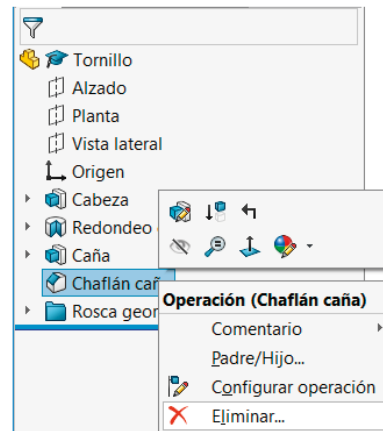 Tornillo
Alzado
Planta
Vista lateral
Origen
Cabeza
Redondeo
Caña
Chaflán cañ
Rosca geor
Operación (Chaflán caña)
Comentario
Padre/Hijo...
Configurar operación
Eliminar...